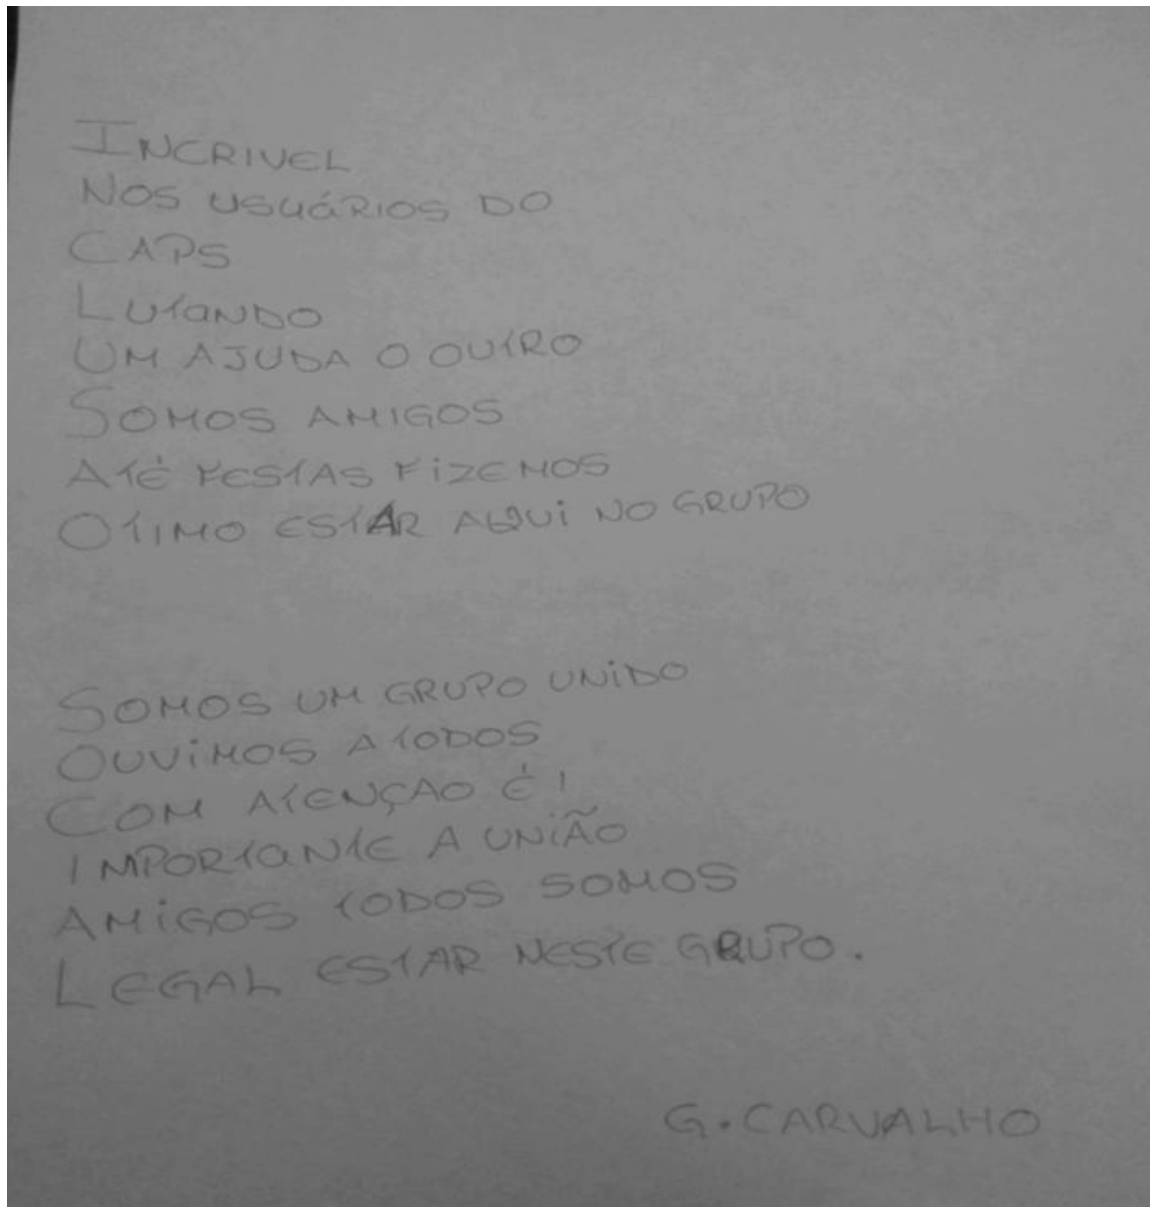 INCRIVEL
NOS USUÁRIOS DO
CAPS
LUTANDO
UM AJUDA O OUTRO
SOMOS AMIGOS
ATÉ FESTAS FIZEMOS
OTIMO ESTAR AQUI NO GRUPO
SOMOS UM GRUPO UNIDO
OUVIMOS A TODOS
COM ATENÇAO É!
IMPORTANTE A UNIÃO
AMIGOS TODOS SOMOS
LEGAL ESTAR NESTE GRUPO.
G. CARVALHO